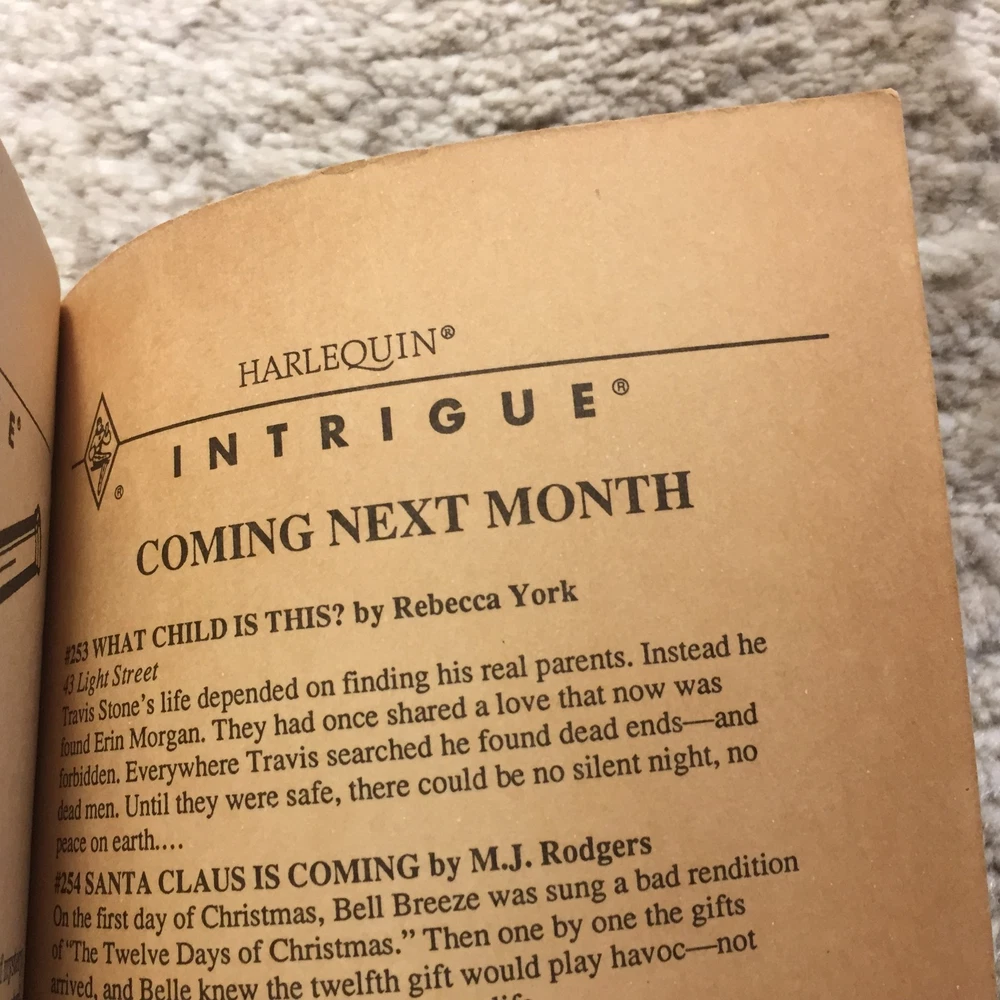 HARLEQUIN®
INTRIGUE®
®
COMING NEXT MONTH
#253 WHAT CHILD IS THIS? by Rebecca York
43 Light Street
Travis Stone's life depended on finding his real parents. Instead he
found Erin Morgan. They had once shared a love that now was
forbidden. Everywhere Travis searched he found dead ends—and
dead men. Until they were safe, there could be no silent night, no
peace on earth....
#254 SANTA CLAUS IS COMING by M.J. Rodgers
On the first day of Christmas, Bell Breeze was sung a bad rendition
of "The Twelve Days of Christmas." Then one by one the gifts
arrived, and Belle knew the twelfth gift would play havoc—not
E®